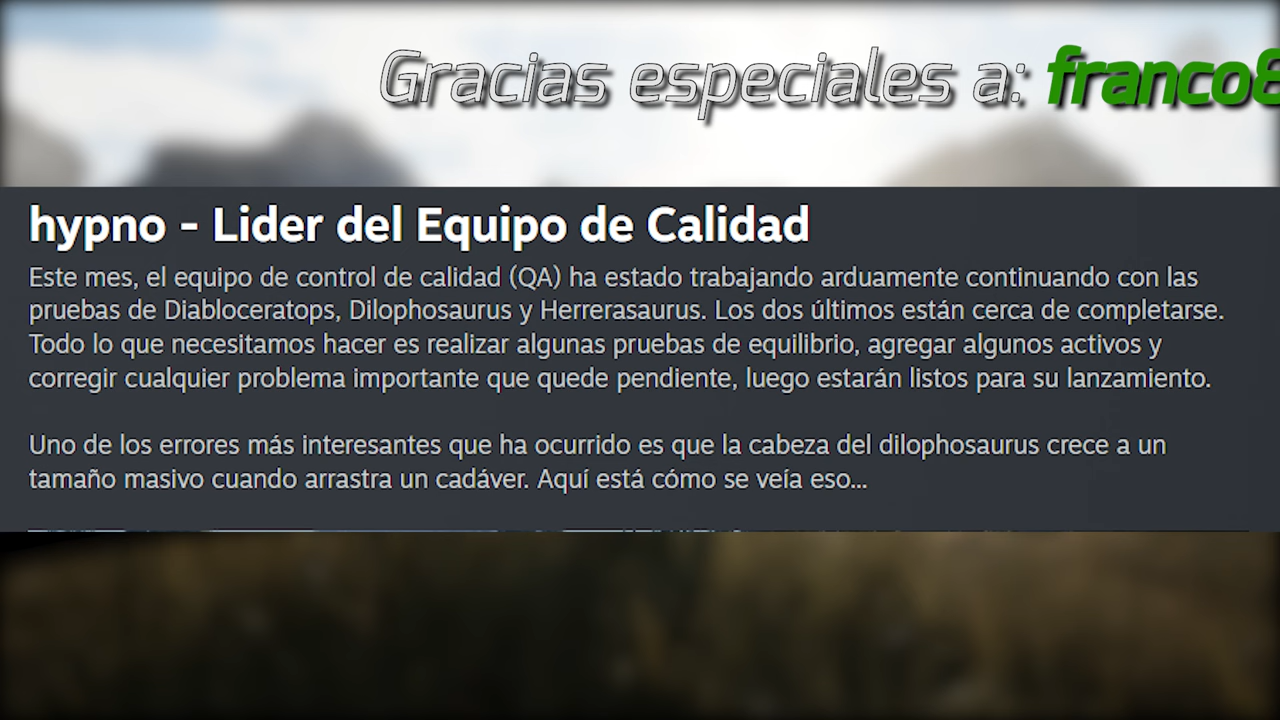 Gracias especiales a:
hypno - Lider del Equipo de Calidad
Este mes, el equipo de control de calidad (QA) ha estado trabajando arduamente continuando con las
pruebas de Diabloceratops, Dilophosaurus y Herrerasaurus. Los dos últimos están cerca de completarse.
Todo lo que necesitamos hacer es realizar algunas pruebas de equilibrio, agregar algunos activos y
corregir cualquier problema importante que quede pendiente, luego estarán listos para su lanzamiento.
Uno de los errores más interesantes que ha ocurrido es que la cabeza del dilophosaurus crece a un
tamaño masivo cuando arrastra un cadáver. Aquí está cómo se veía eso...